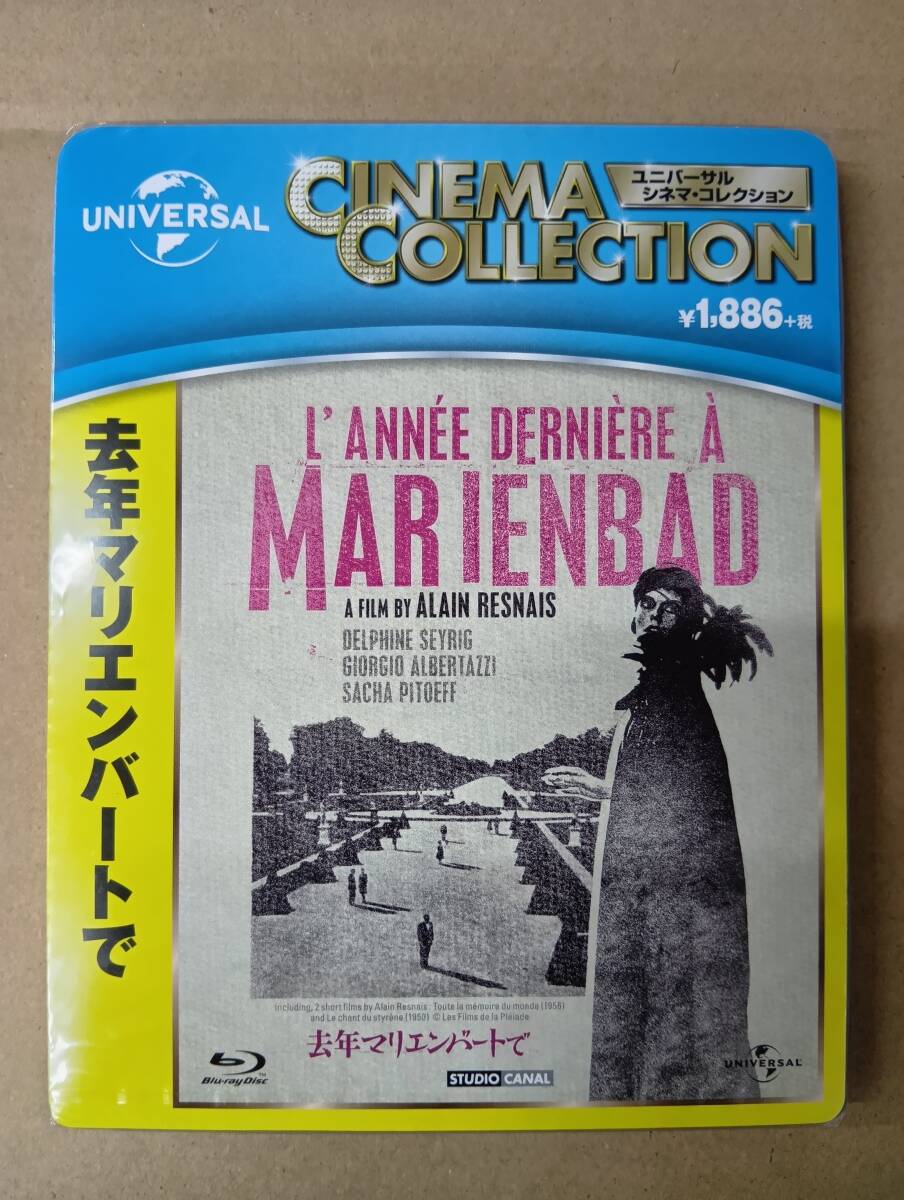 UNIVERSAL
CINEMA
COLLECTION
ユニバーサル
シネマ・コレクション
¥1,886+税
去年マリエンバートで
L'ANNÉE DERNIÈRE À
MARIENBAD
A FILM BY ALAIN RESNAIS
DELPHINE SEYRIG
GIORGIO ALBERTAZZI
SACHA PITOEFF
including, 2 short films by Alain Resnais : Toute la mémoire du monde (1956)
and Le chant du styrène (1950) © Les Films de la Pléiade
去年マリエンバートで
Blu-ray Disc™
STUDIO CANAL
UNIVERSAL